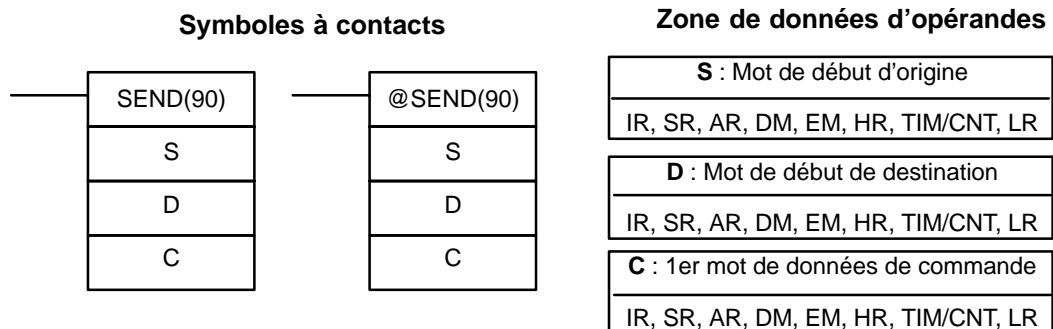 Symboles à contacts
SEND(90)
S
D
C
@SEND(90)
S
D
C
Zone de données d’opérandes
S : Mot de début d’origine
IR, SR, AR, DM, EM, HR, TIM/CNT, LR
D : Mot de début de destination
IR, SR, AR, DM, EM, HR, TIM/CNT, LR
C : 1er mot de données de commande
IR, SR, AR, DM, EM, HR, TIM/CNT, LR